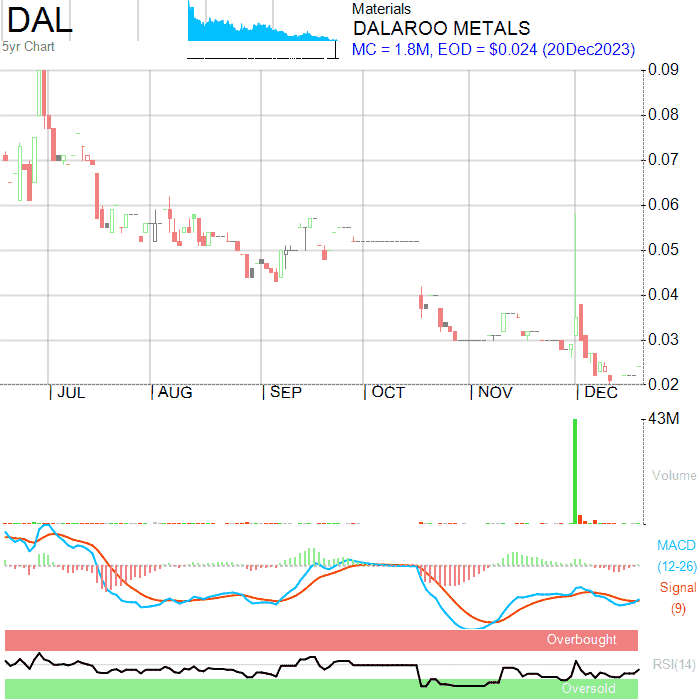 DAL
5yr Chart
Materials
DALAROO METALS
MC = 1.8M, EOD = $0.024 (20Dec2023)
0.09
0.08
0.07
0.06
0.05
0.04
0.03
0.02
JUL
AUG
SEP
OCT
NOV
DEC
43M
Volume
MACD
(12-26)
Signal
(9)
Overbought
RSI(14)
Oversold